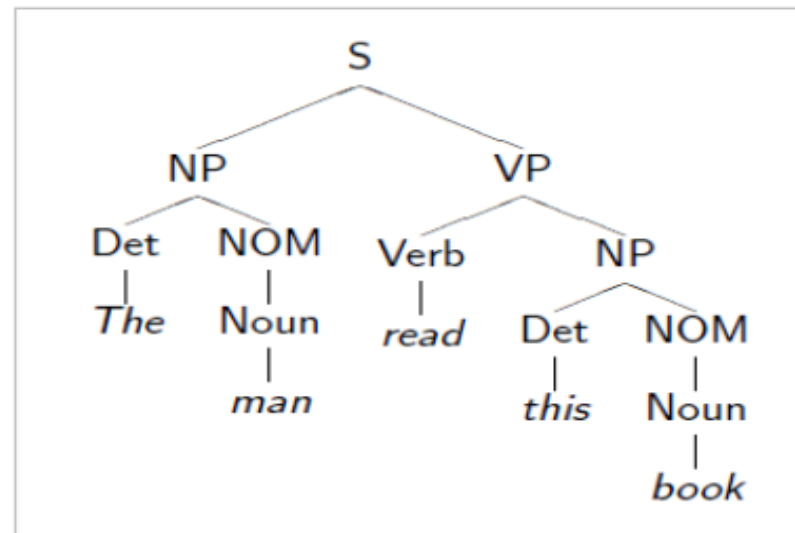 S
NP VP
Det NOM Verb NP
The Noun read Det NOM
man this Noun
book